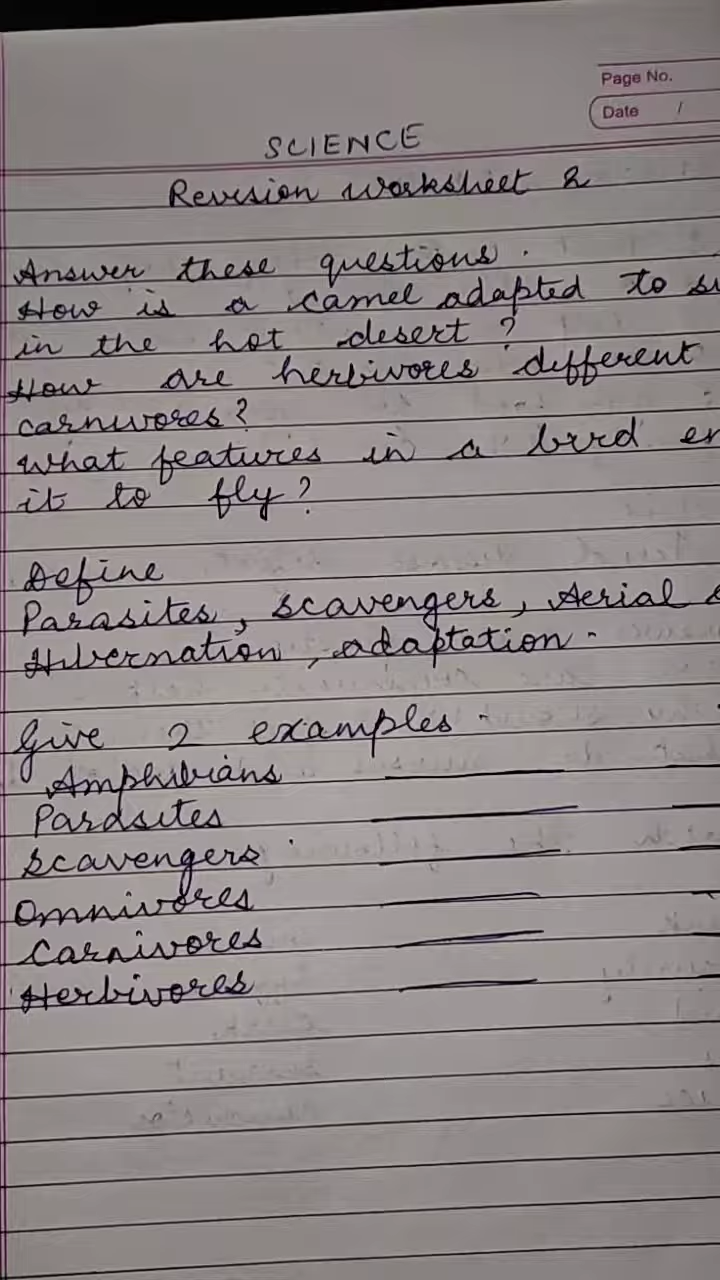 Page No.
Date /
SCIENCE
Revision Worksheet 2
Answer these questions.
How is a camel adapted to
in the hot desert?
How are herbivores different
carnivores?
What features in a bird
it to fly?
Define
Parasites, scavengers, Aerial
Hibernation, adaptation.
Give 2 examples.
Amphibians
Parasites
Scavengers
Omnivores
Carnivores
Herbivores